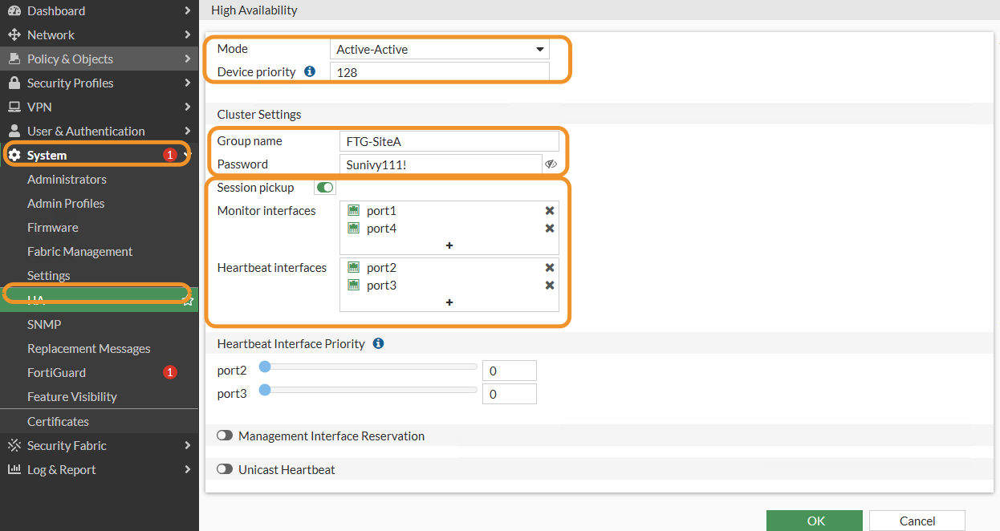 Dashboard
Network
Policy & Objects
Security Profiles
VPN
User & Authentication
System 1
Administrators
Admin Profiles
Firmware
Fabric Management
Settings
HA
SNMP
Replacement Messages
FortiGuard 1
Feature Visibility
Certificates
Security Fabric
Log & Report
High Availability
Mode Active-Active
Device priority 128
Cluster Settings
Group name FTG-SiteA
Password Sunivy111!
Session pickup
Monitor interfaces port1
port4
+
Heartbeat interfaces port2
port3
+
Heartbeat Interface Priority
port2 0
port3 0
Management Interface Reservation
Unicast Heartbeat
OK Cancel